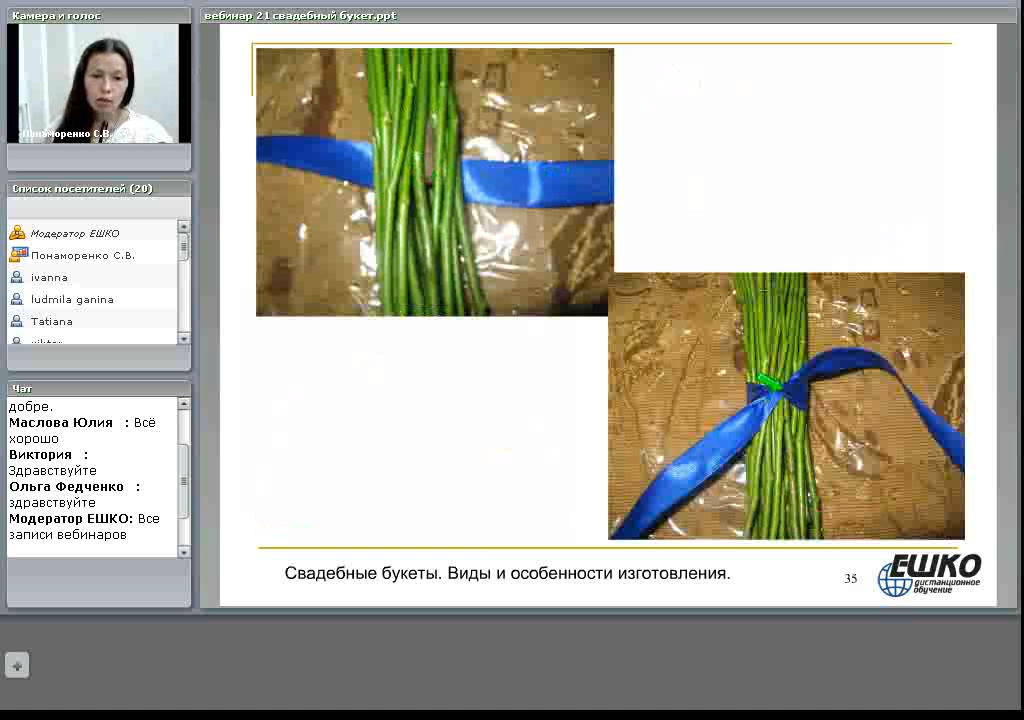 Камера и голос
Понаморенко С.В.
Список посетителей (20)
Модератор ЕШКО
Понаморенко С.В.
ivanna
ludmila ganina
Tatiana
Чат
добре.
Маслова Юлия : Всё
хорошо
Виктория :
Здравствуйте
Ольга Федченко :
здравствуйте
Модератор ЕШКО: Все
записи вебинаров
вебинар 21 свадебный букет.ppt
Свадебные букеты. Виды и особенности изготовления.
35
ЕШКО
дистанционное
обучение